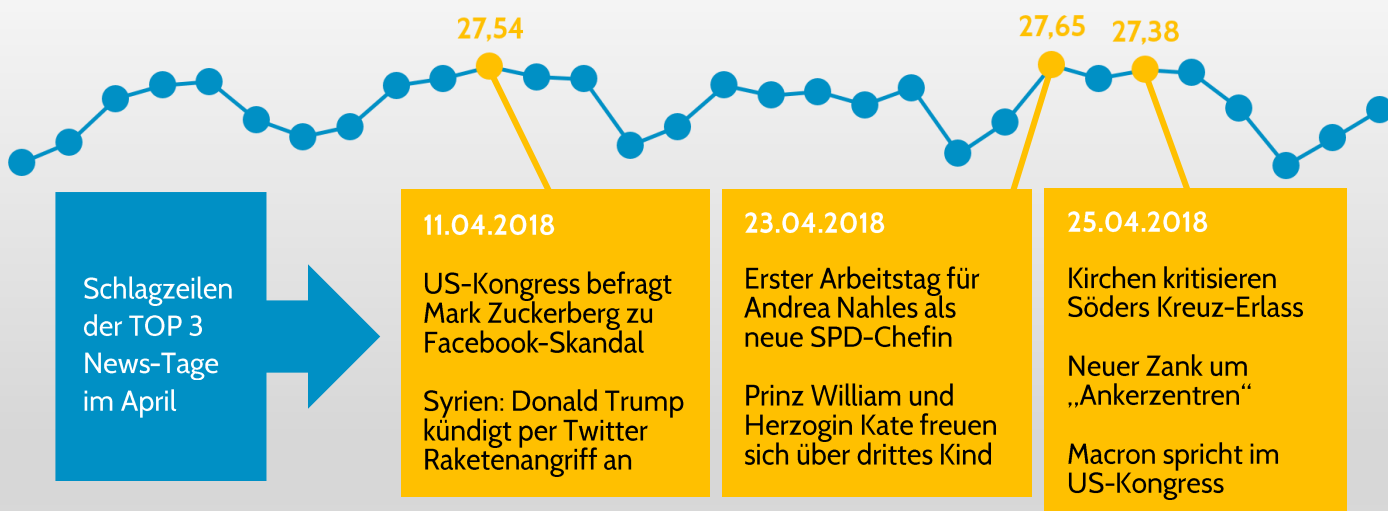 27,54
27,65
27,38
Schlagzeilen
der TOP 3
News-Tage
im April
11.04.2018
US-Kongress befragt
Mark Zuckerberg zu
Facebook-Skandal
Syrien: Donald Trump
kündigt per Twitter
Raketenangriff an
23.04.2018
Erster Arbeitstag für
Andrea Nahles als
neue SPD-Chefin
Prinz William und
Herzogin Kate freuen
sich über drittes Kind
25.04.2018
Kirchen kritisieren
Söders Kreuz-Erlass
Neuer Zank um
„Ankerzentren“
Macron spricht im
US-Kongress